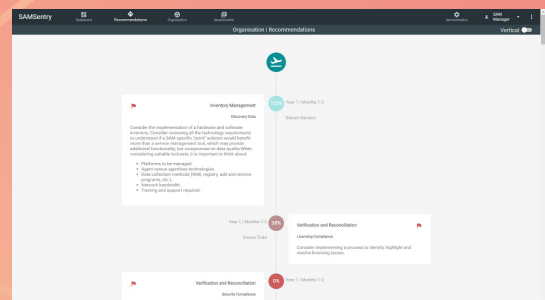 SAMSentry
Dashboard
Recommendations
Organisation
Assessments
Administration
SAM
Manager
Organisation | Recommendations
Vertical
Inventory Management
Discovery Data
Consider the implementation of a hardware and software
inventory. Consider reviewing all the technology requirements
to understand if a SAM specific "point" solution would benefit
more than a service management tool, which may provide
additional functionality, but compromise on data quality. When
considering suitable tool-sets, it is important to think about:
• Platforms to be managed.
• Agent versus agentless technologies
• Data collection methods (WMI, registry, add and remove
programs, etc.).
• Network bandwidth.
• Training and support required.
100%
Year 1 | Months 1-3
Year 1 | Months 1-3
Emma Todd
30%
Verification and Reconciliation
Licensing Compliance
Consider implementing a process to identify, highlight and
resolve licensing issues.
Verification and Reconciliation
Security Compliance
0%
Year 1 | Months 1-3